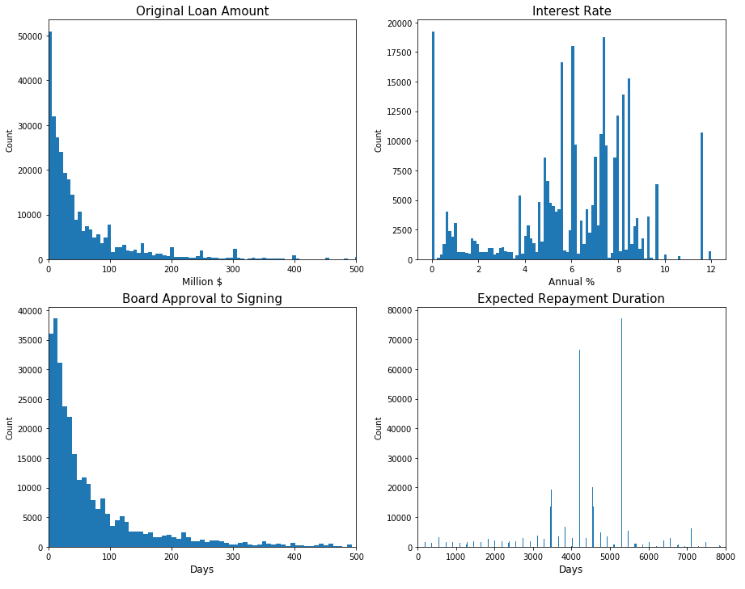 Original Loan Amount
50000
40000
30000
20000
10000
0
Count
0 100 200 300 400 500
Million $
Interest Rate
20000
17500
15000
12500
10000
7500
5000
2500
0
Count
0 2 4 6 8 10 12
Annual %
Board Approval to Signing
40000
35000
30000
25000
20000
15000
10000
5000
0
Count
0 100 200 300 400 500
Days
Expected Repayment Duration
80000
70000
60000
50000
40000
30000
20000
10000
0
Count
0 1000 2000 3000 4000 5000 6000 7000 8000
Days